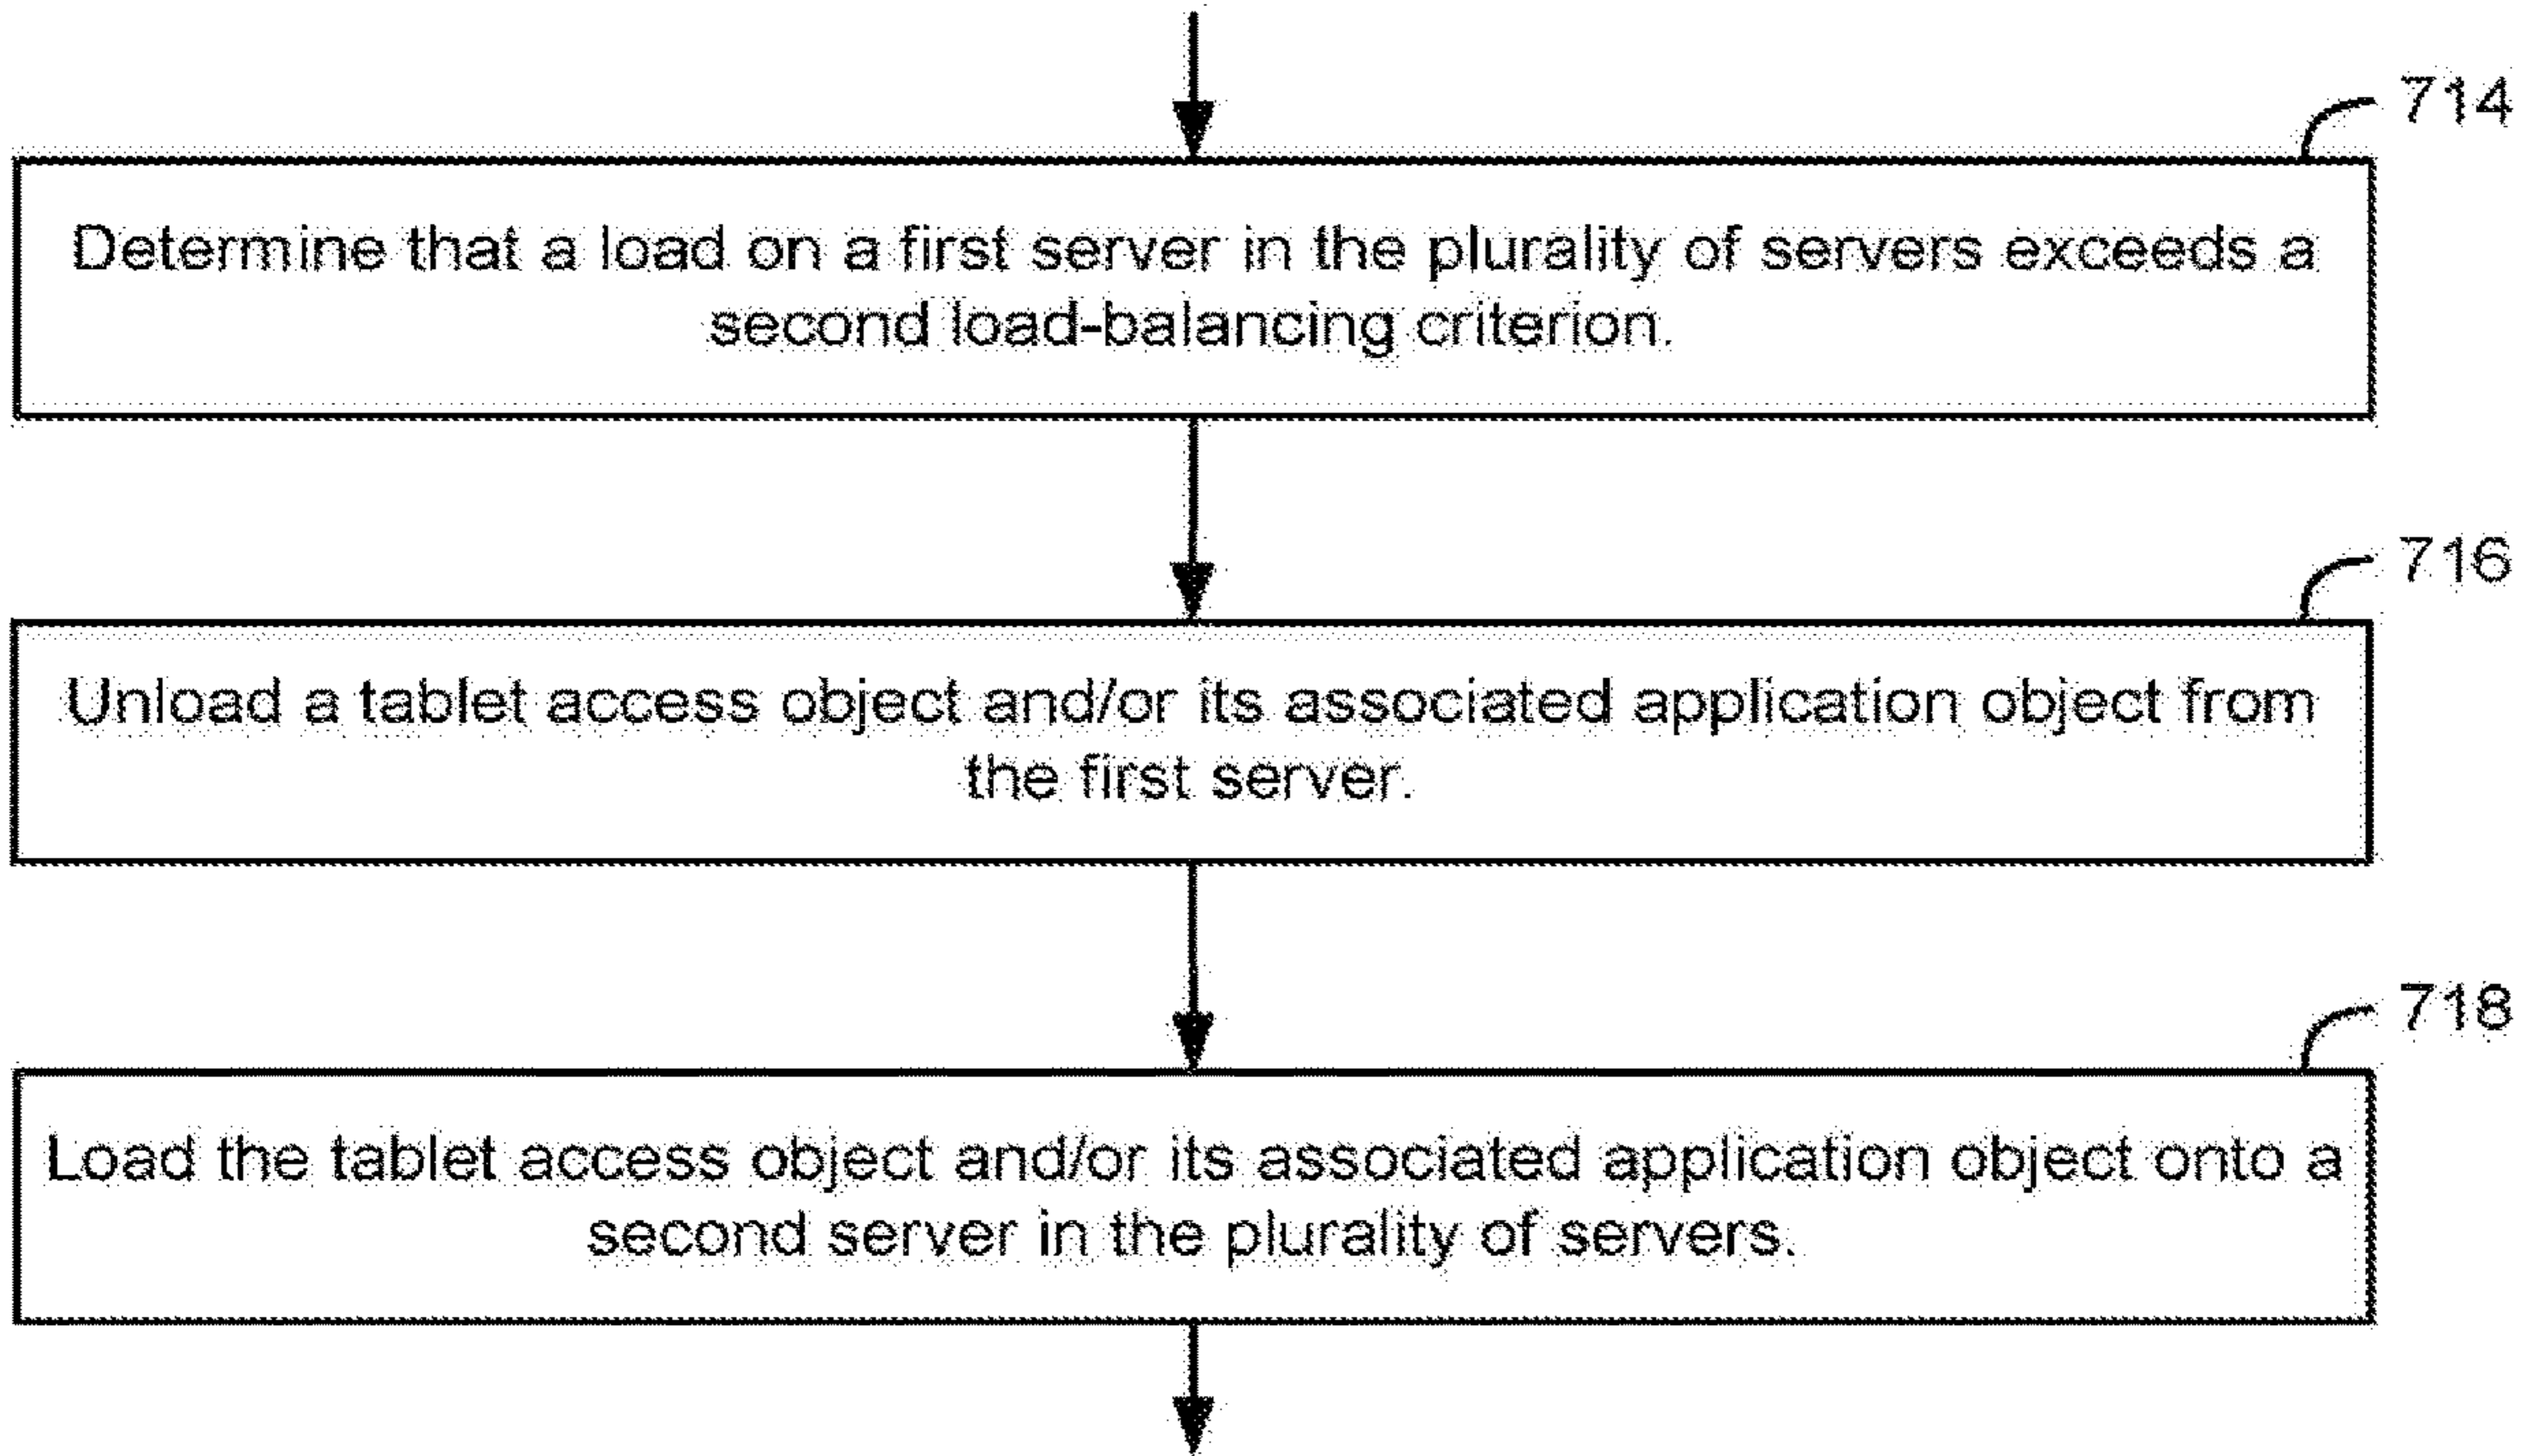 714
Determine that a load on a first server in the plurality of servers exceeds a
second load-balancing criterion.
716
Unload a tablet access object and/or its associated application object from
the first server.
718
Load the tablet access object and/or its associated application object onto a
second server in the plurality of servers.